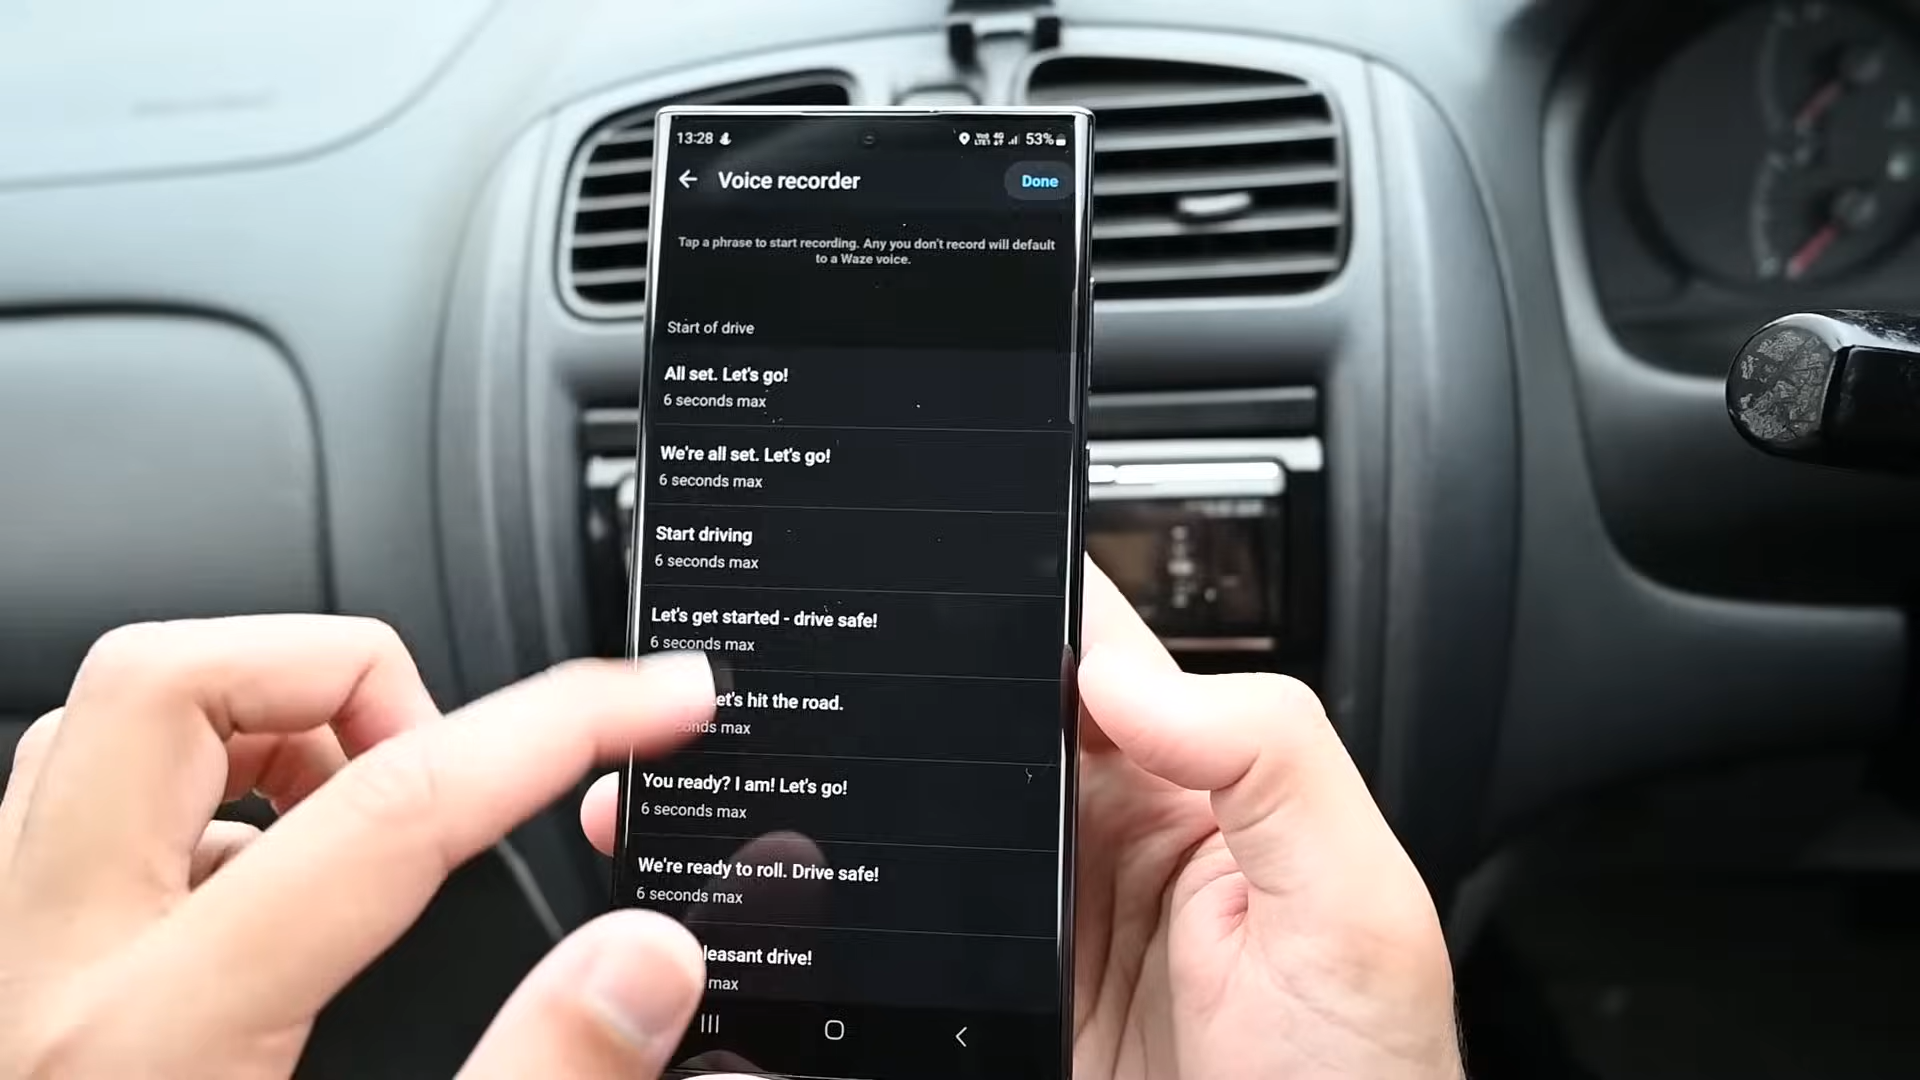 13:28 53%
Voice recorder
Done
Tap a phrase to start recording. Any you don't record will default
to a Waze voice.
Start of drive
All set. Let's go!
6 seconds max
We're all set. Let's go!
6 seconds max
Start driving
6 seconds max
Let's get started - drive safe!
6 seconds max
hit the road.
max
You ready? I am! Let's go!
6 seconds max
We're ready to roll. Drive safe!
6 seconds max
drive!
max